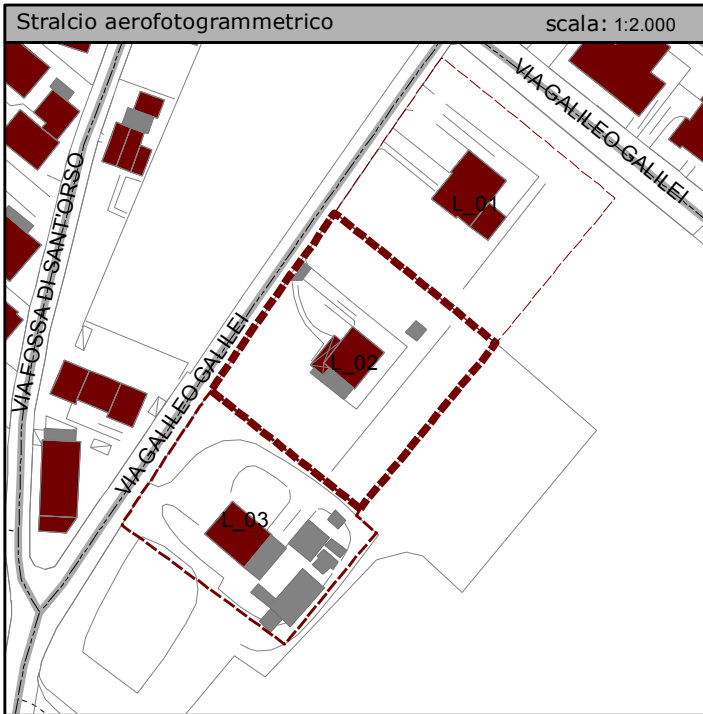 Stralcio aerofotogrammetrico scala: 1:2.000
VIA GALILEO GALILEI
L_01
VIA FOSSA DI SANT'ORSO
L_02
VIA GALILEO GALILEI
L_03